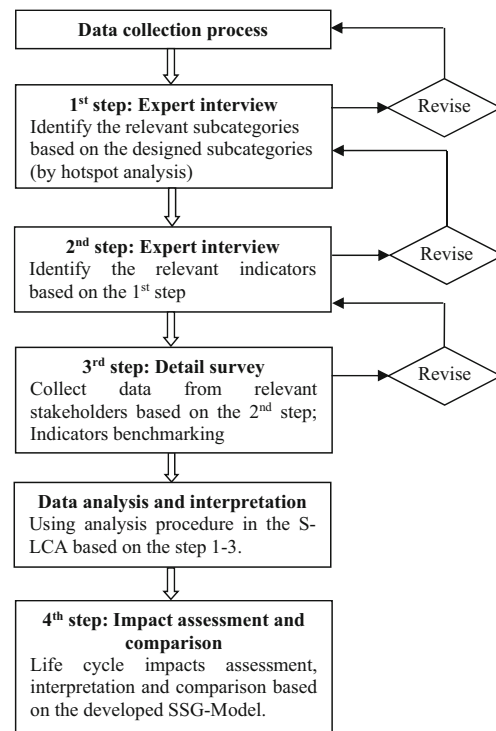 Data collection process
1st step: Expert interview
Identify the relevant subcategories
based on the designed subcategories
(by hotspot analysis)
Revise
2nd step: Expert interview
Identify the relevant indicators
based on the 1st step
Revise
3rd step: Detail survey
Collect data from relevant
stakeholders based on the 2nd step;
Indicators benchmarking
Revise
Data analysis and interpretation
Using analysis procedure in the S-
LCA based on the step 1-3.
4th step: Impact assessment and
comparison
Life cycle impacts assessment,
interpretation and comparison based
on the developed SSG-Model.